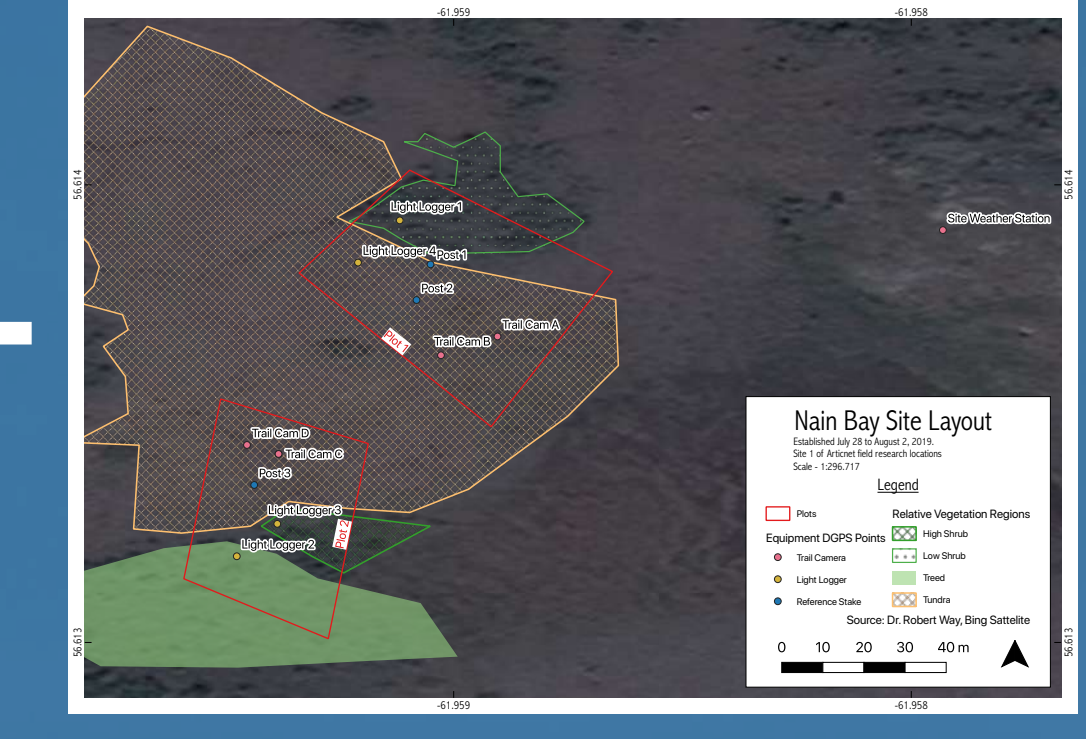 -61.959 -61.958
56.614 56.614
Light Logger 1
Site Weather Station
Light Logger 4 Post 1
Post 2
Trail Cam A
Plot 1 Trail Cam B
Trail Cam D
Trail Cam C
Post 3
Light Logger 3
Plot 2
Light Logger 2
56.613 56.613
-61.959 -61.958
Nain Bay Site Layout
Established July 28 to August 2, 2019.
Site 1 of Articnet field research locations
Scale - 1:296.717
Legend
Plots
Equipment DGPS Points
Trail Camera
Light Logger
Reference Stake
Relative Vegetation Regions
High Shrub
Low Shrub
Treed
Tundra
Source: Dr. Robert Way, Bing Sattelite
0 10 20 30 40 m